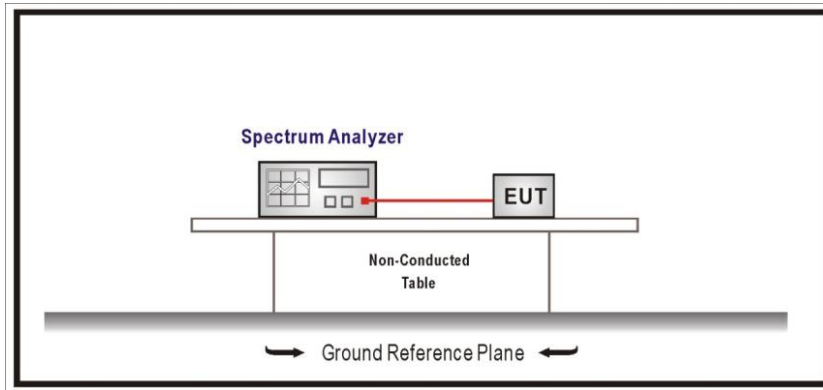 Spectrum Analyzer
EUT
Non-Conducted
Table
Ground Reference Plane